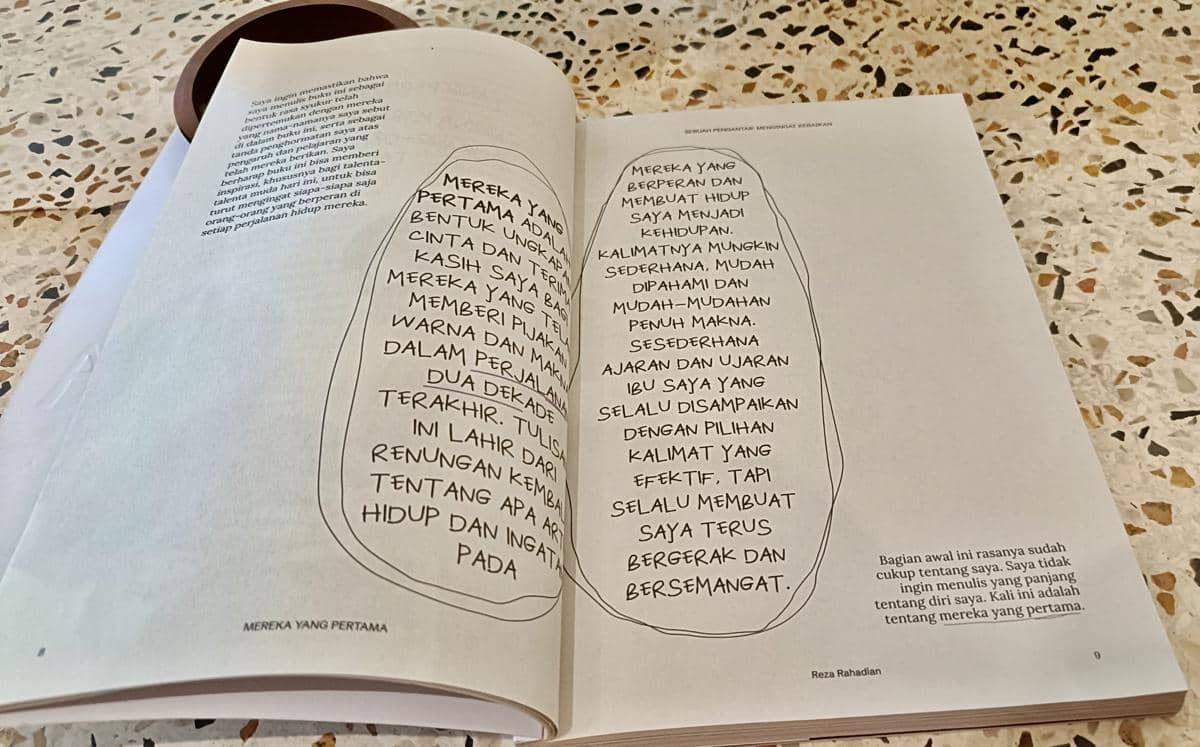 Saya ingin memastikan bahwa
saya menulis buku ini sebagai
bentuk rasa syukur telah
dipertemukan dengan mereka
yang nama-namanya saya sebut
di dalam buku ini, serta sebagai
tanda penghormatan saya atas
pengaruh dan pelajaran yang
telah mereka berikan. Saya
berharap buku ini bisa memberi
inspirasi, khususnya bagi talenta-
talenta muda hari ini, untuk bisa
turut mengingat siapa-siapa saja
orang-orang yang berperan di
setiap perjalanan hidup mereka.
MEREKA YANG
PERTAMA ADALAH
BENTUK UNGKAPA
CINTA DAN TERIMA
KASIH SAYA BAGI
MEREKA YANG TELA
MEMBERI PIJAKAN
WARNA DAN MAKN
DALAM PERJALANA
DUA DEKADE
TERAKHIR. TULISA
INI LAHIR DARI
RENUNGAN KEMBAL
TENTANG APA ART
HIDUP DAN INGATA
PADA
MEREKA YANG PERTAMA
8
SEBUAH PENGANTAR: MENGINGAT KEBAIKAN
MEREKA YANG
BERPERAN DAN
MEMBUAT HIDUP
SAYA MENJADI
KEHIDUPAN.
KALIMATNYA MUNGKIN
SEDERHANA, MUDAH
DIPAHAMI DAN
MUDAH-MUDAHAN
PENUH MAKNA.
SESEDERHANA
AJARAN DAN UJARAN
IBU SAYA YANG
SELALU DISAMPAIKAN
DENGAN PILIHAN
KALIMAT YANG
EFEKTIF, TAPI
SELALU MEMBUAT
SAYA TERUS
BERGERAK DAN
BERSEMANGAT.
Bagian awal ini rasanya sudah
cukup tentang saya. Saya tidak
ingin menulis yang panjang
tentang diri saya. Kali ini adalah
tentang mereka yang pertama.
Reza Rahadian
9